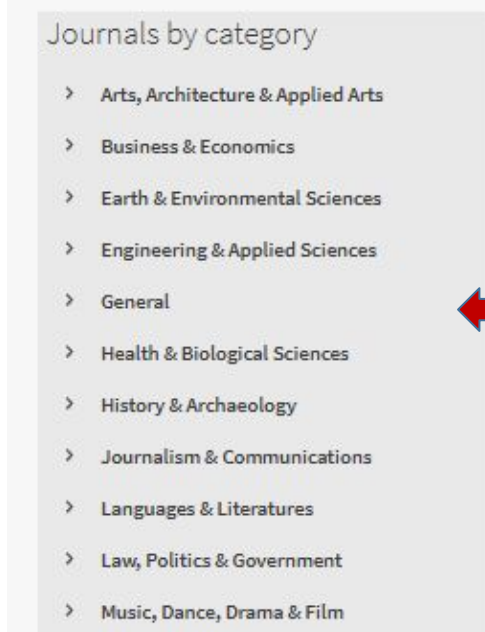 Journals by category
Arts, Architecture & Applied Arts
Business & Economics
Earth & Environmental Sciences
Engineering & Applied Sciences
General
Health & Biological Sciences
History & Archaeology
Journalism & Communications
Languages & Literatures
Law, Politics & Government
Music, Dance, Drama & Film